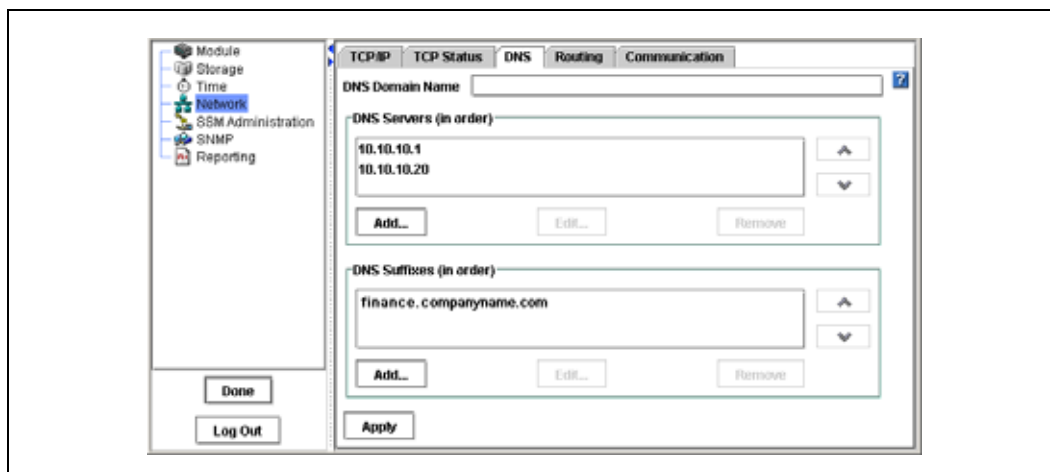 Module
Storage
Time
Network
SSM Administration
SNMP
Reporting
Done
Log Out
TCP/IP TCP Status DNS Routing Communication
DNS Domain Name
?
DNS Servers (in order)
10.10.10.1
10.10.10.20
Add... Edit... Remove
DNS Suffixes (in order)
finance.companyname.com
Add... Edit... Remove
Apply